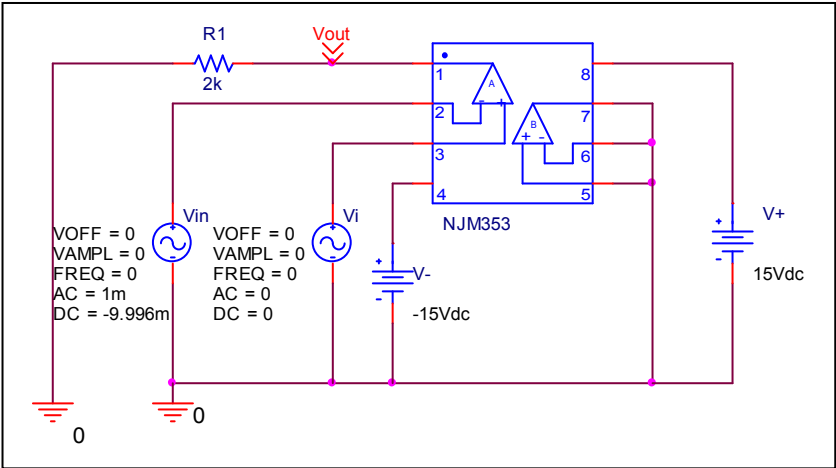 R1
2k
Vout
1
2
3
4
8
7
6
5
A
- +
B
+ -
NJM353
Vin
VOFF = 0
VAMPL = 0
FREQ = 0
AC = 1m
DC = -9.996m
Vi
VOFF = 0
VAMPL = 0
FREQ = 0
AC = 0
DC = 0
V-
-15Vdc
V+
15Vdc
0
0